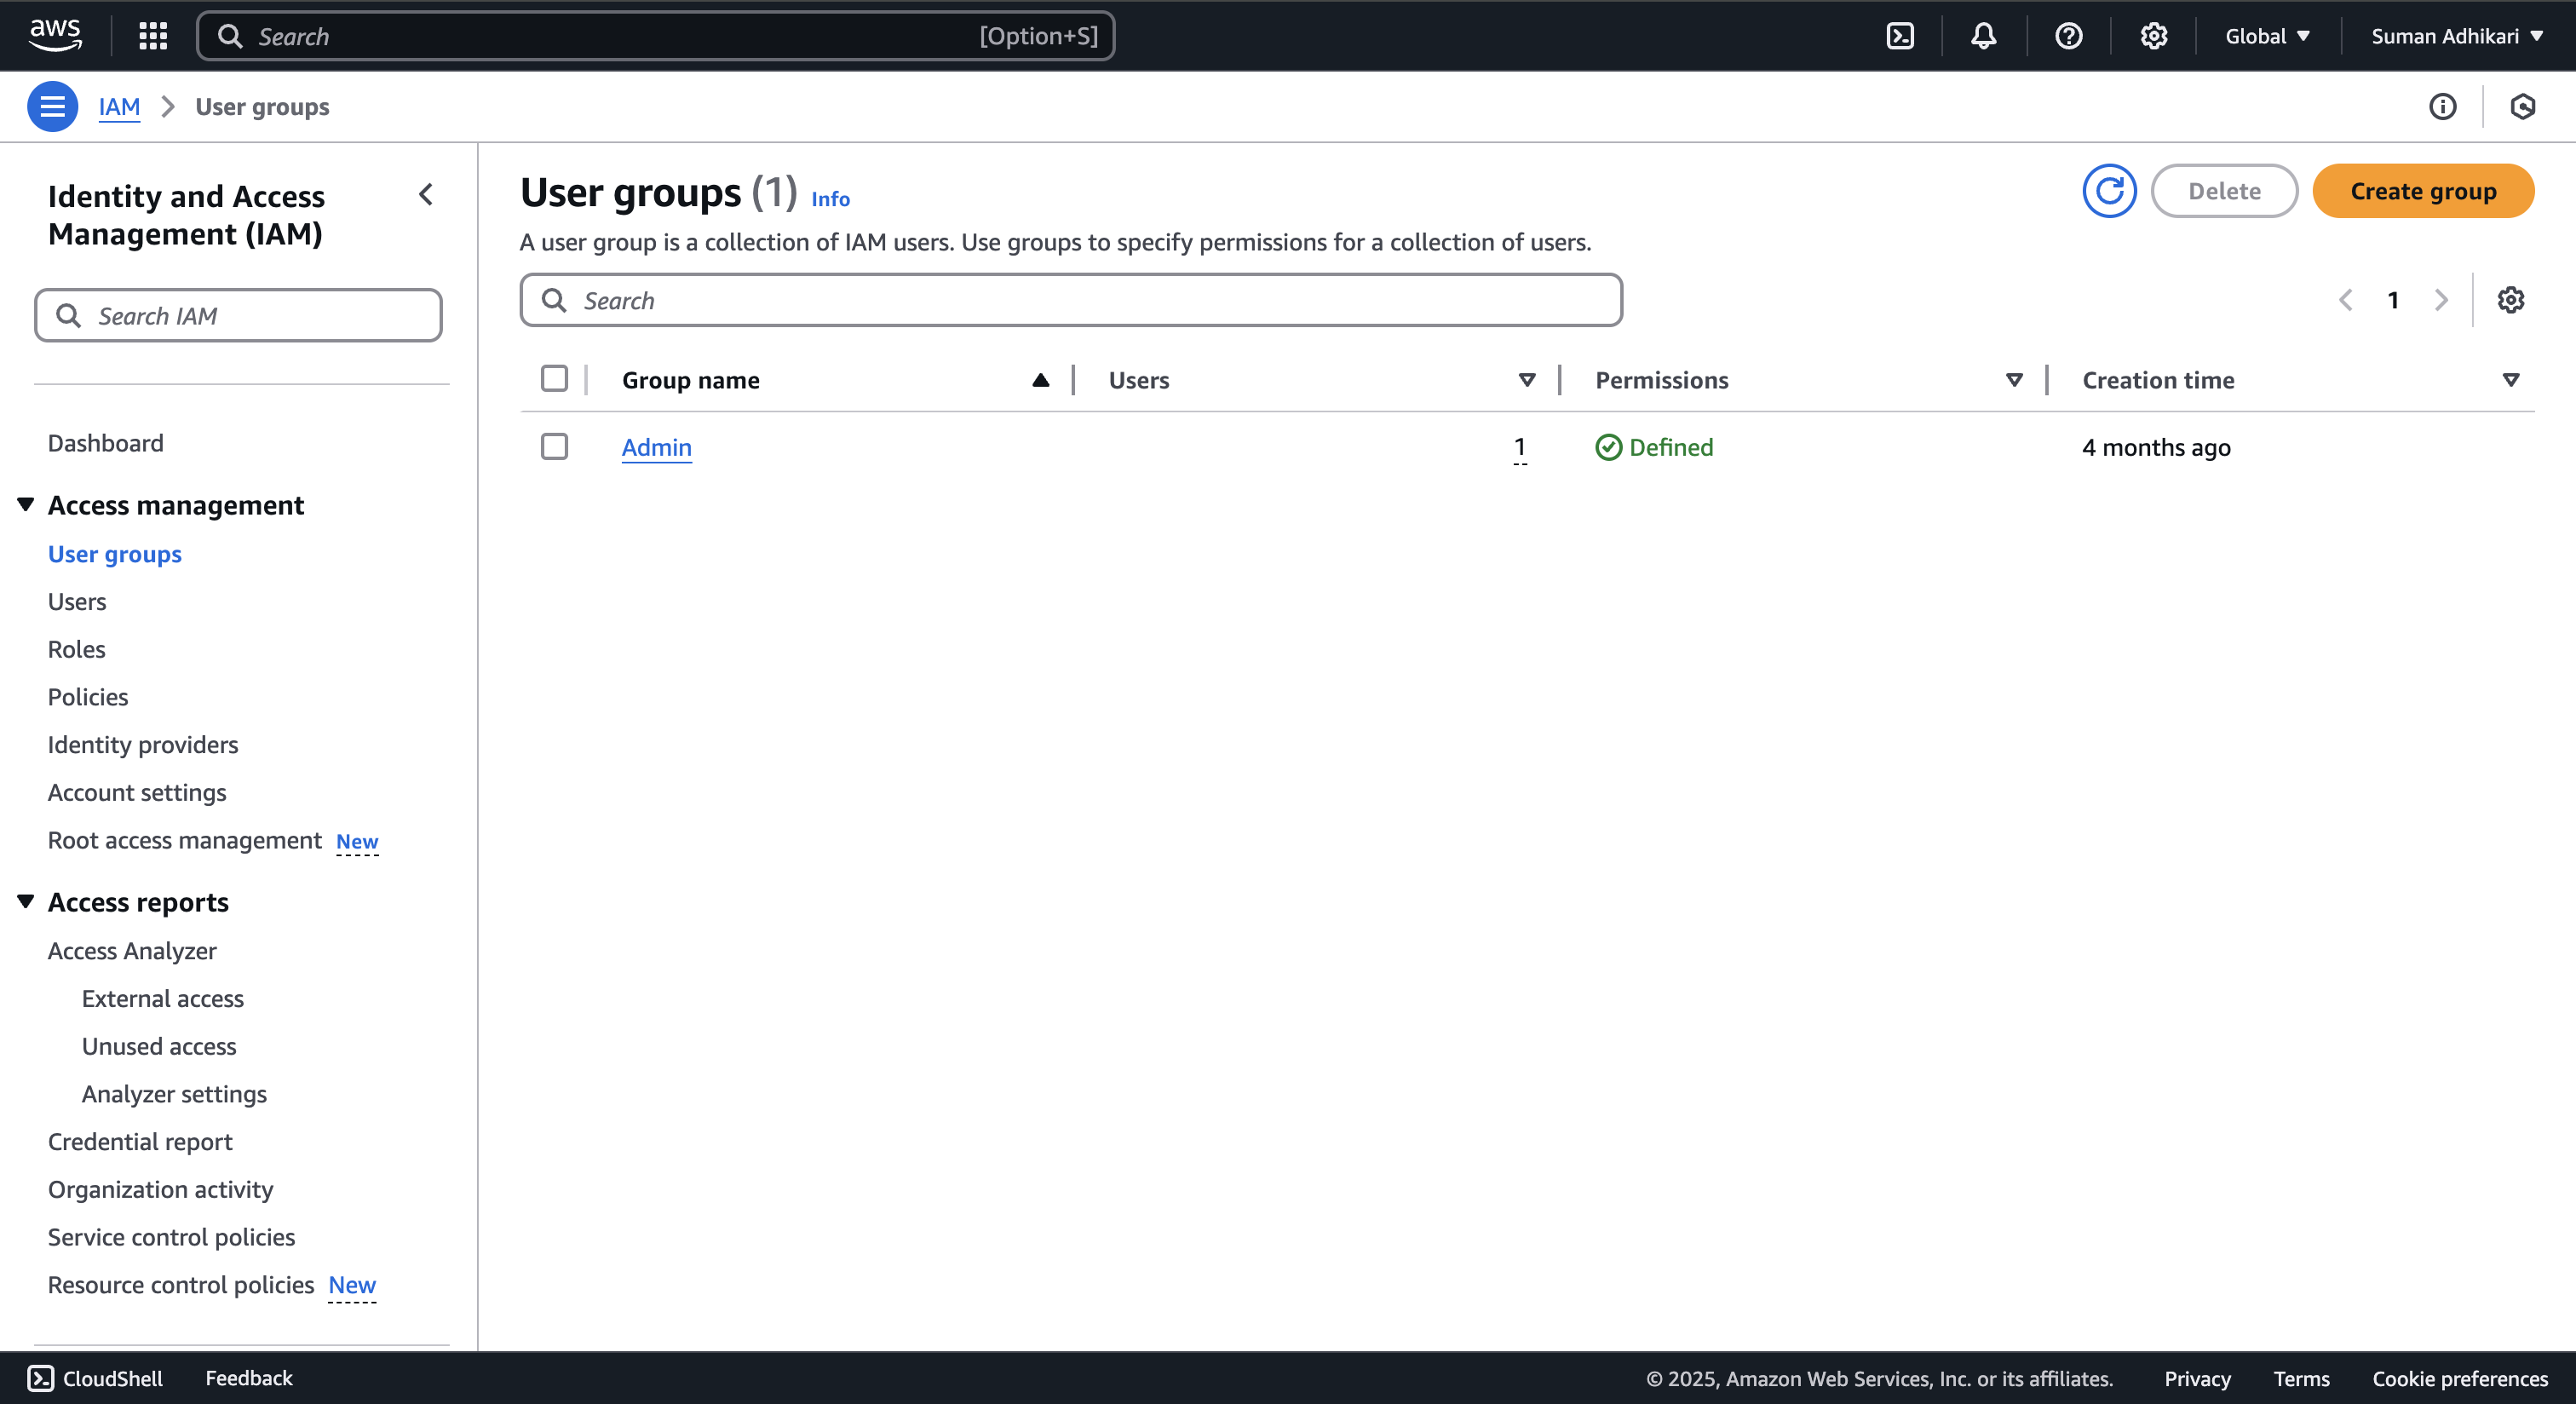 aws
Search [Option+S]
Global
Suman Adhikari
IAM > User groups
Identity and Access
Management (IAM)
Search IAM
Dashboard
Access management
User groups
Users
Roles
Policies
Identity providers
Account settings
Root access management New
Access reports
Access Analyzer
External access
Unused access
Analyzer settings
Credential report
Organization activity
Service control policies
Resource control policies New
User groups (1) Info
Delete
Create group
A user group is a collection of IAM users. Use groups to specify permissions for a collection of users.
Search
1
Group name Users Permissions Creation time
Admin 1 Defined 4 months ago
CloudShell Feedback © 2025, Amazon Web Services, Inc. or its affiliates. Privacy Terms Cookie preferences